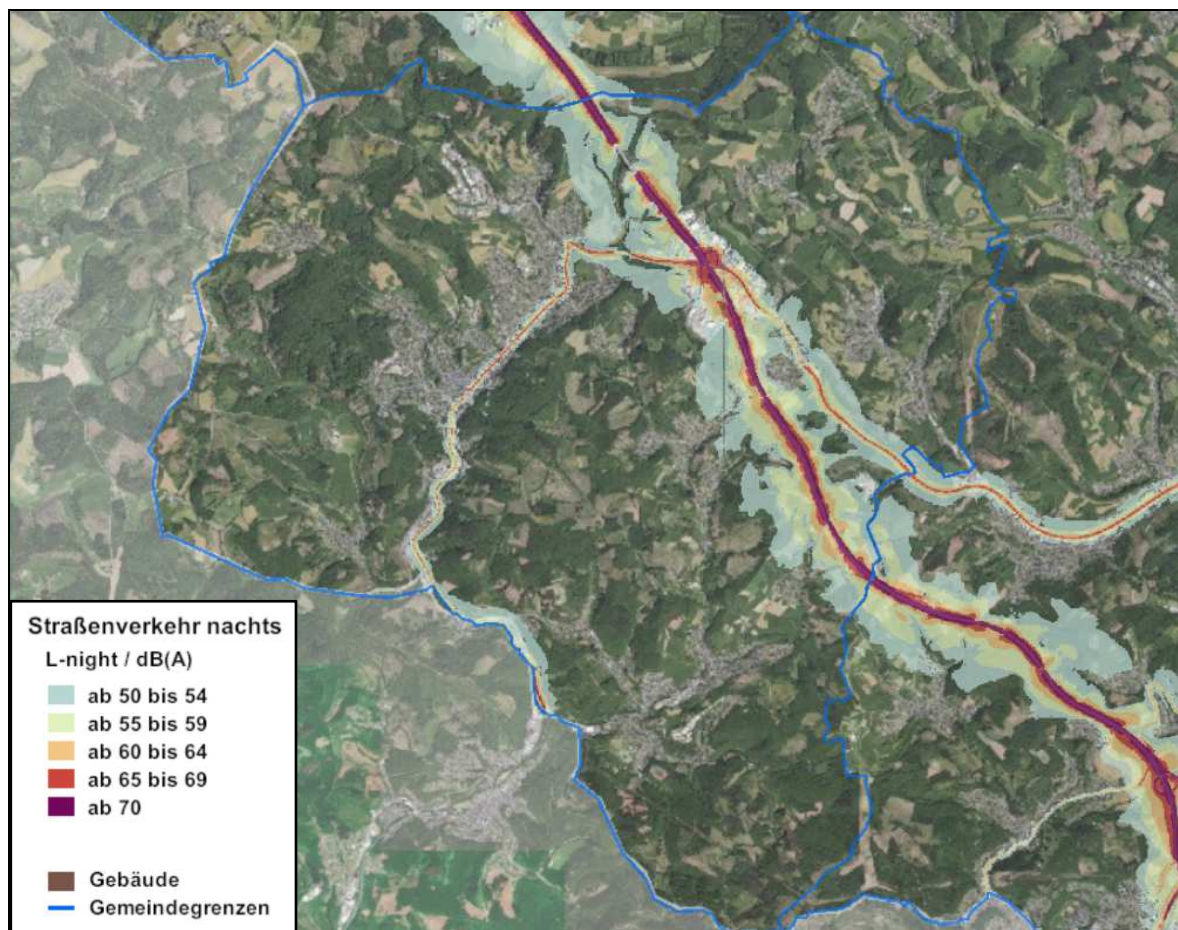 Straßenverkehr nachts
L-night / dB(A)
ab 50 bis 54
ab 55 bis 59
ab 60 bis 64
ab 65 bis 69
ab 70
Gebäude
Gemeindegrenzen